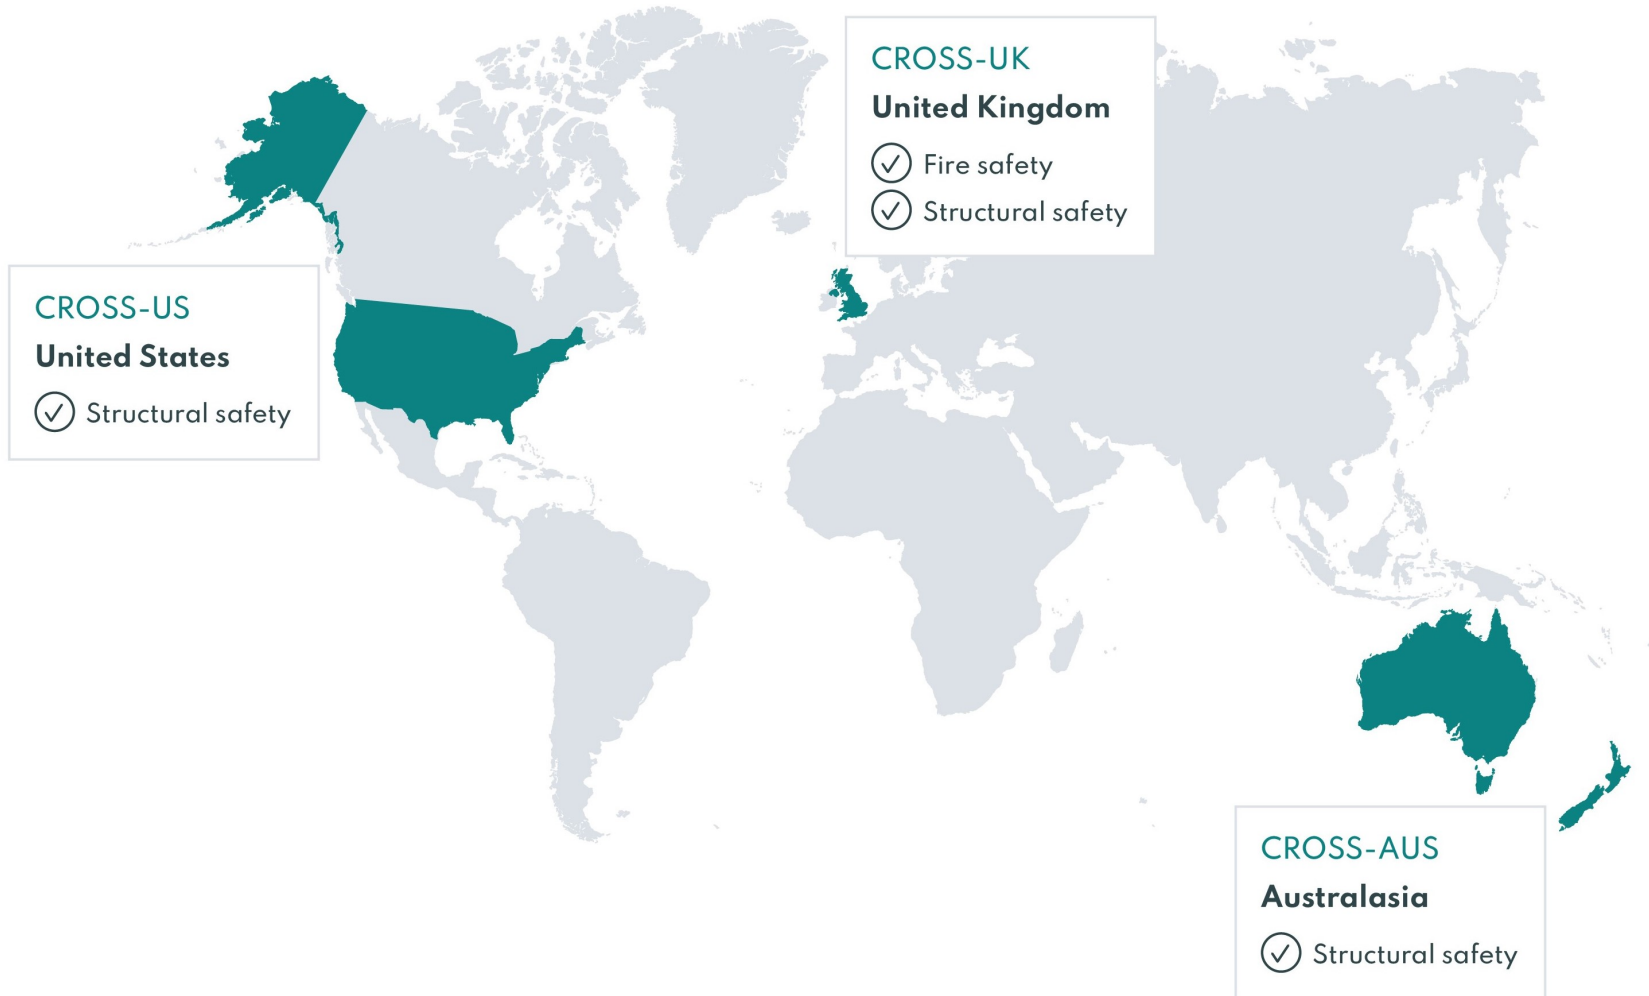 CROSS-UK
United Kingdom
Fire safety
Structural safety
CROSS-US
United States
Structural safety
CROSS-AUS
Australasia
Structural safety